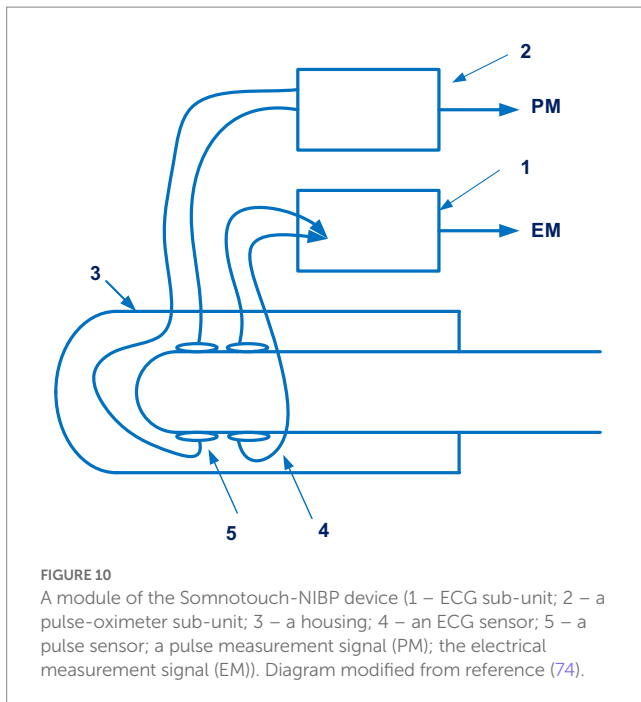 2
PM
1
EM
3
5
4
FIGURE 10
A module of the Somnotouch-NIBP device (1 – ECG sub-unit; 2 – a
pulse-oximeter sub-unit; 3 – a housing; 4 – an ECG sensor; 5 – a
pulse sensor; a pulse measurement signal (PM); the electrical
measurement signal (EM)). Diagram modified from reference (74).